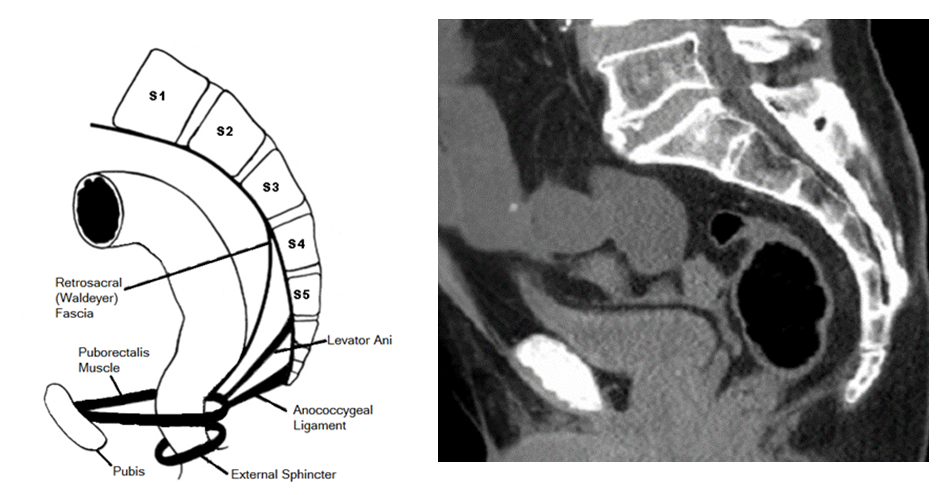 S1
S2
S3
S4
S5
Retrosacral
(Waldeyer)
Fascia
Levator Ani
Puborectalis
Muscle
Anococcygeal
Ligament
Pubis
External Sphincter